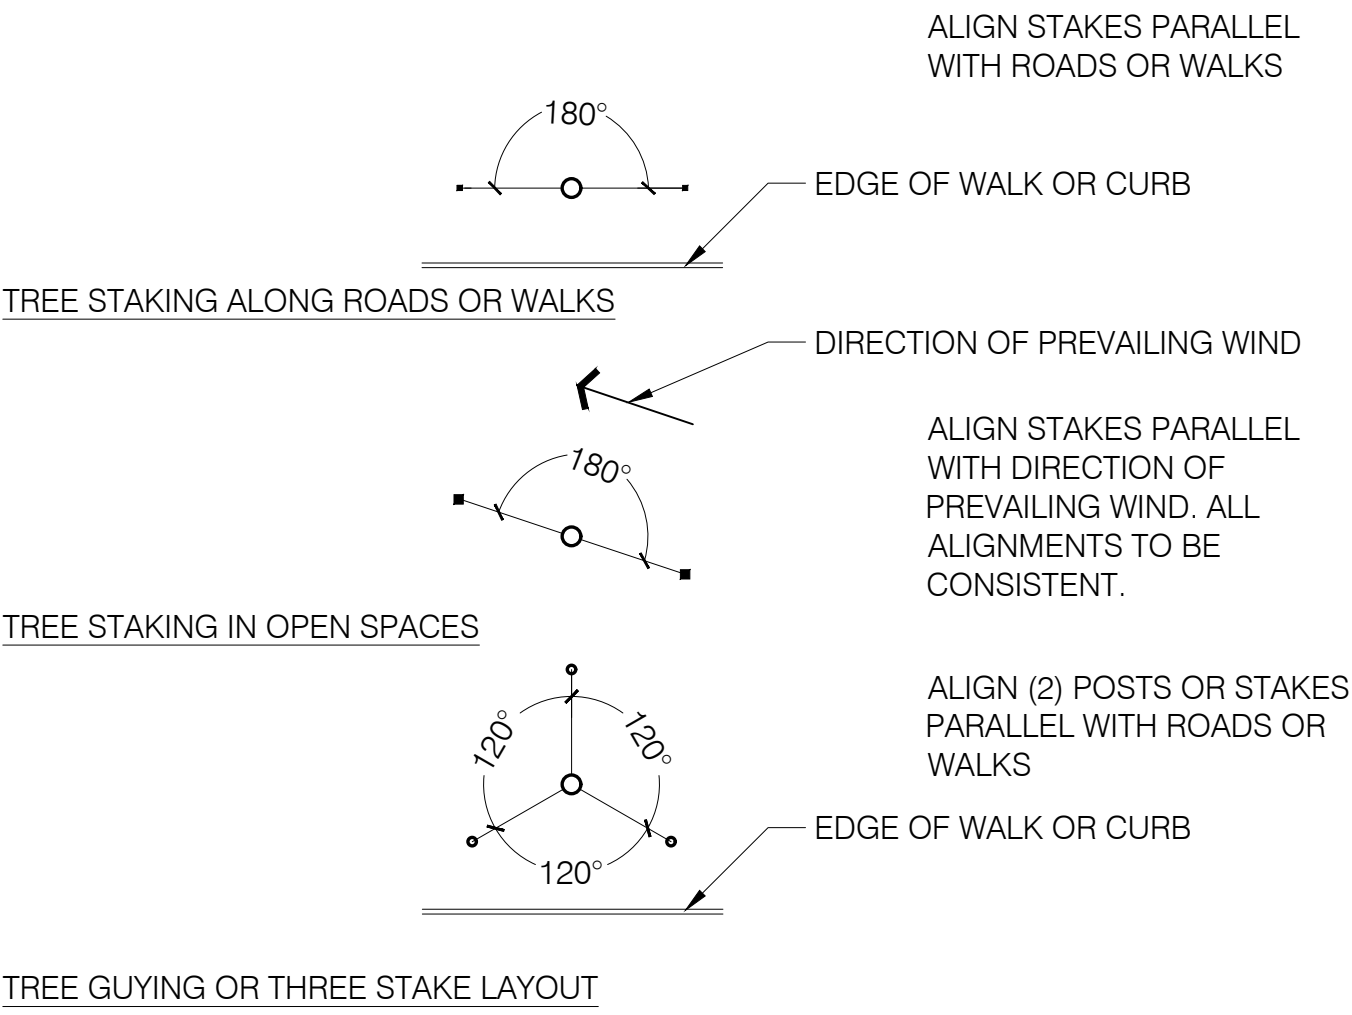 ALIGN STAKES PARALLEL
WITH ROADS OR WALKS
180°
EDGE OF WALK OR CURB
TREE STAKING ALONG ROADS OR WALKS
DIRECTION OF PREVAILING WIND
180°
ALIGN STAKES PARALLEL
WITH DIRECTION OF
PREVAILING WIND. ALL
ALIGNMENTS TO BE
CONSISTENT.
TREE STAKING IN OPEN SPACES
ALIGN (2) POSTS OR STAKES
PARALLEL WITH ROADS OR
WALKS
120°
120°
120°
EDGE OF WALK OR CURB
TREE GUYING OR THREE STAKE LAYOUT